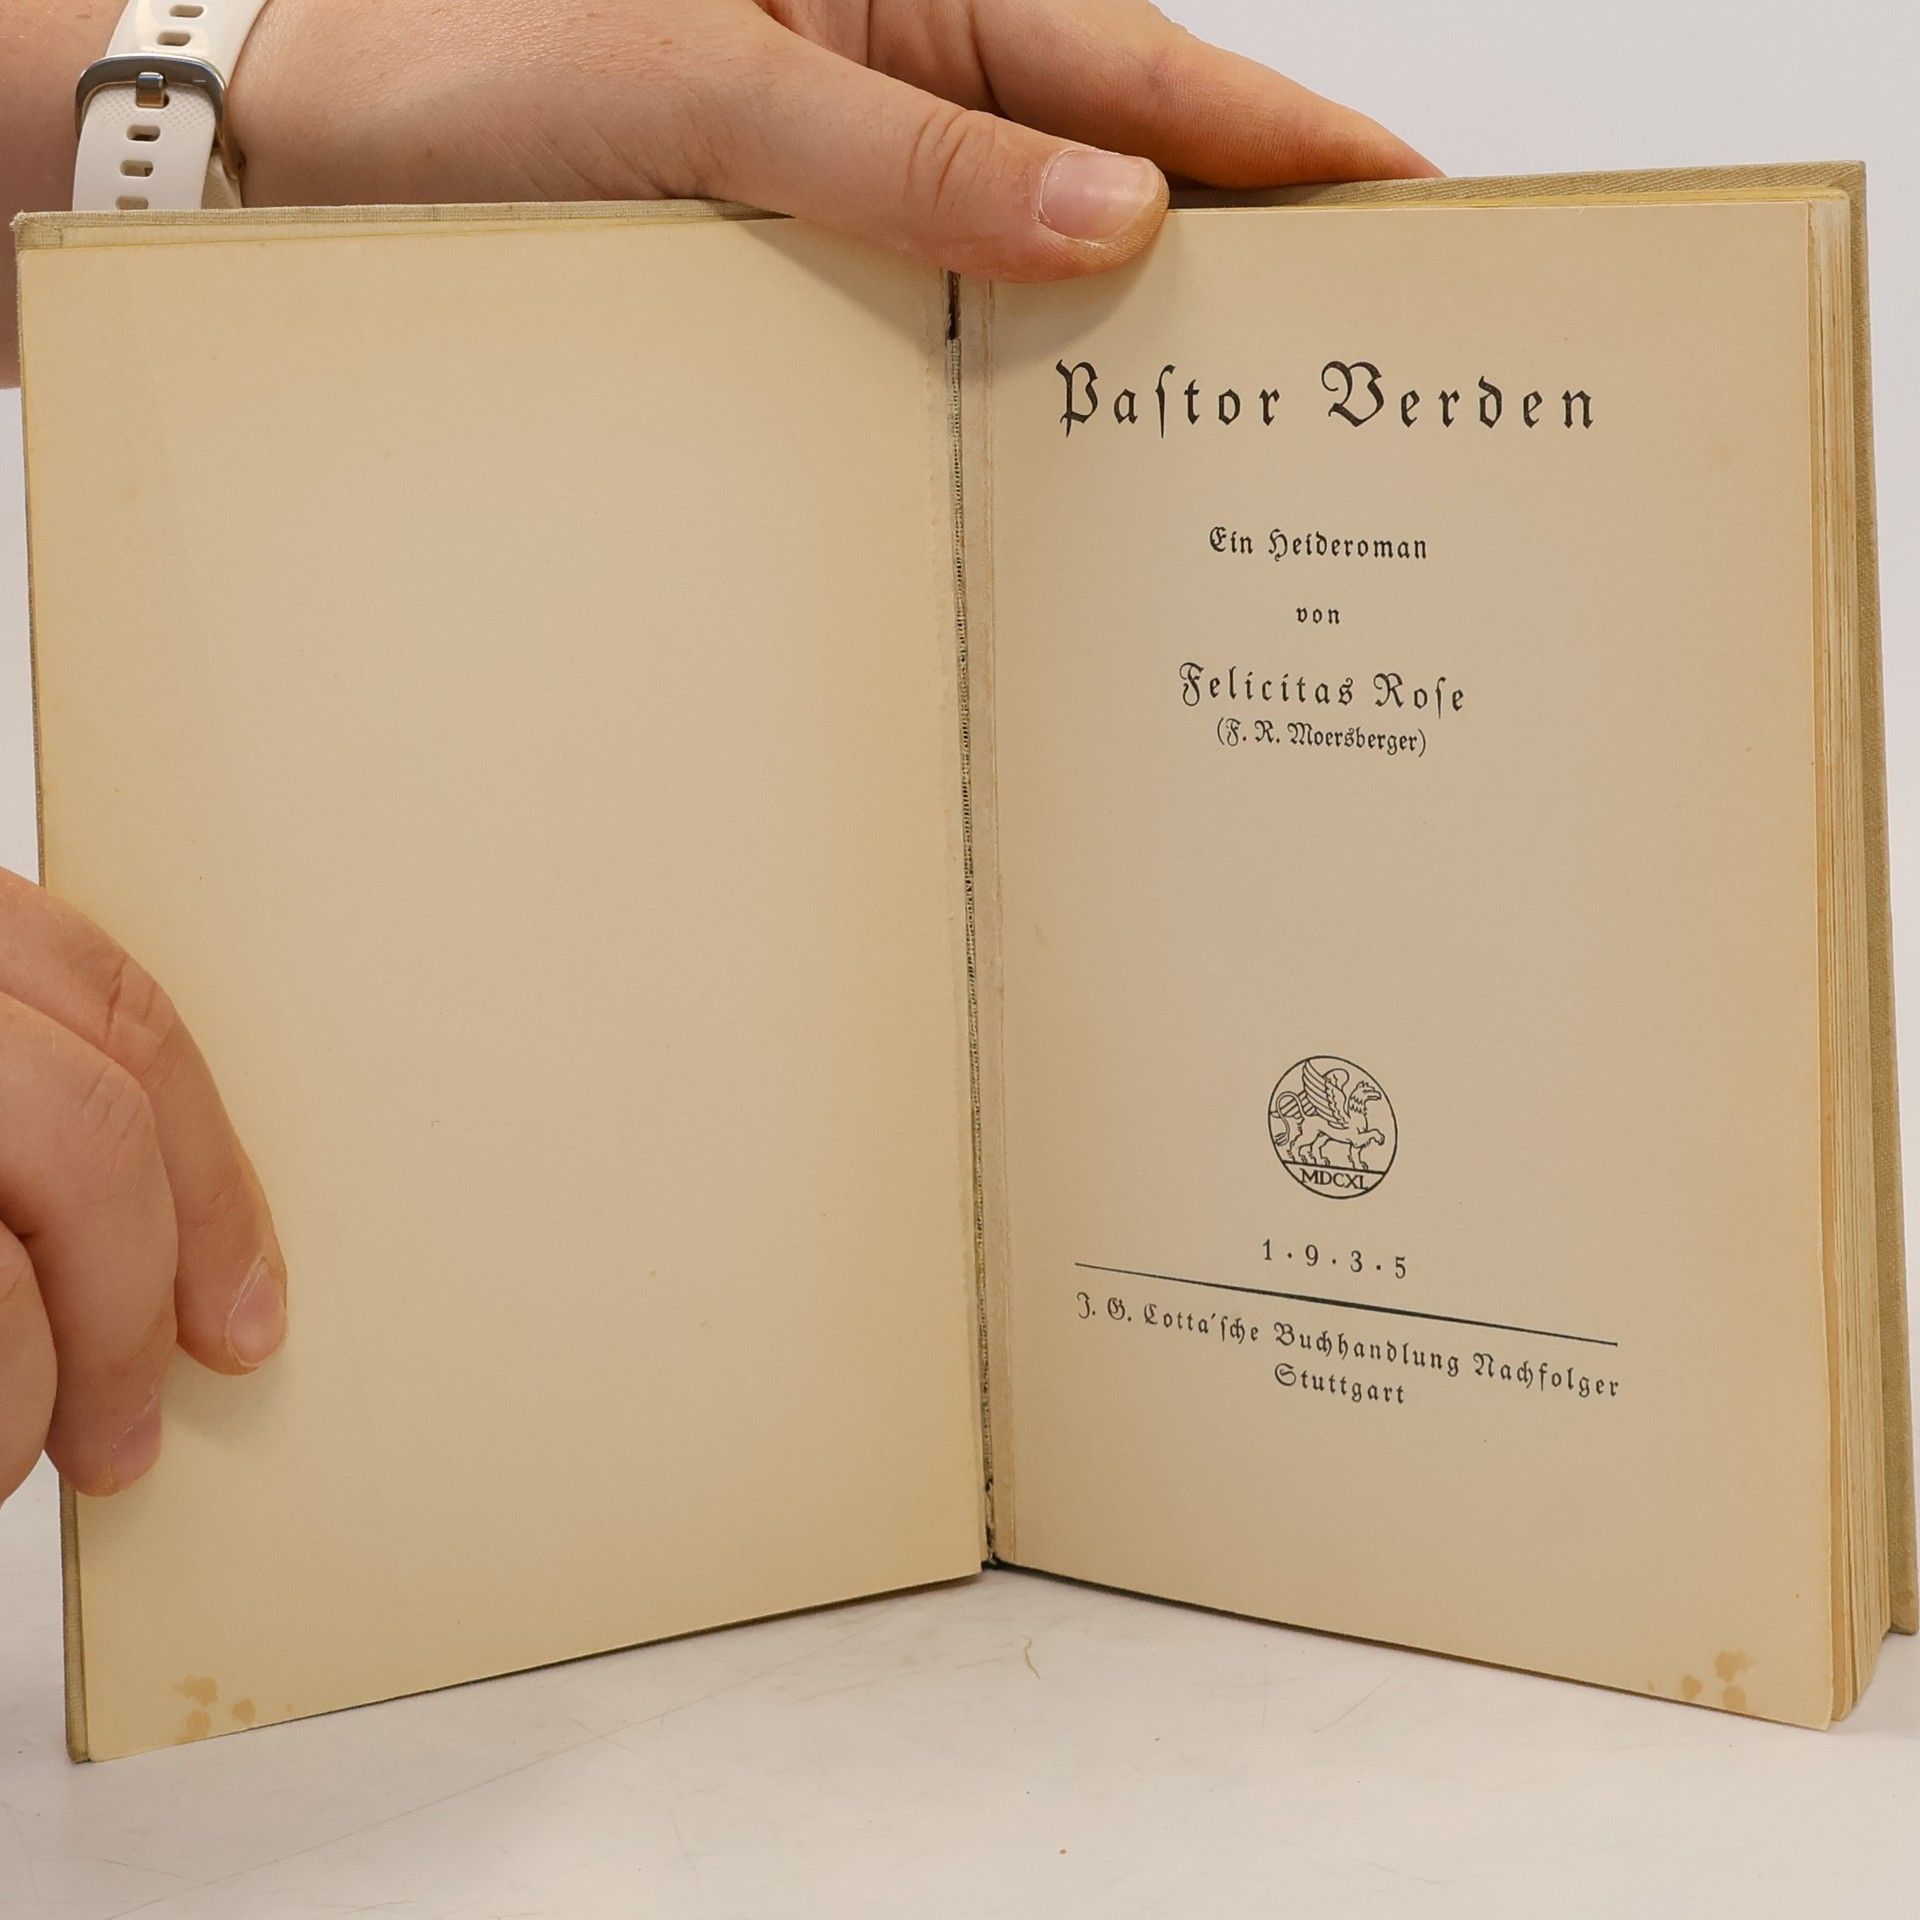 Paſtor Verden
Ein Heideroman
von
Felicitas Roſe
(F. R. Moersberger)
MDCXL
1·9·3·5
J. G. Cotta'ſche Buchhandlung Nachfolger
Stuttgart